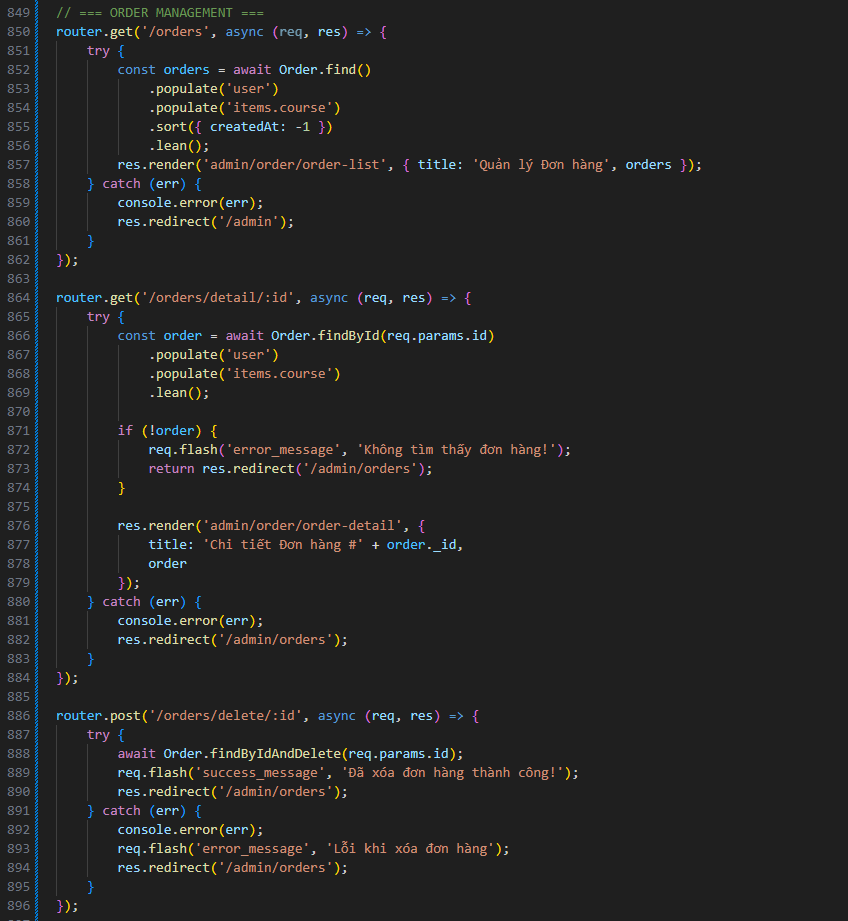 849 // === ORDER MANAGEMENT ===
850 router.get('/orders', async (req, res) => {
851     try {
852         const orders = await Order.find()
853             .populate('user')
854             .populate('items.course')
855             .sort({ createdAt: -1 })
856             .lean();
857         res.render('admin/order/order-list', { title: 'Quản lý Đơn hàng', orders });
858     } catch (err) {
859         console.error(err);
860         res.redirect('/admin');
861     }
862 });
863
864 router.get('/orders/detail/:id', async (req, res) => {
865     try {
866         const order = await Order.findById(req.params.id)
867             .populate('user')
868             .populate('items.course')
869             .lean();
870
871         if (!order) {
872             req.flash('error_message', 'Không tìm thấy đơn hàng!');
873             return res.redirect('/admin/orders');
874         }
875
876         res.render('admin/order/order-detail', {
877             title: 'Chi tiết Đơn hàng #' + order._id,
878             order
879         });
880     } catch (err) {
881         console.error(err);
882         res.redirect('/admin/orders');
883     }
884 });
885
886 router.post('/orders/delete/:id', async (req, res) => {
887     try {
888         await Order.findByIdAndDelete(req.params.id);
889         req.flash('success_message', 'Đã xóa đơn hàng thành công!');
890         res.redirect('/admin/orders');
891     } catch (err) {
892         console.error(err);
893         req.flash('error_message', 'Lỗi khi xóa đơn hàng');
894         res.redirect('/admin/orders');
895     }
896 });